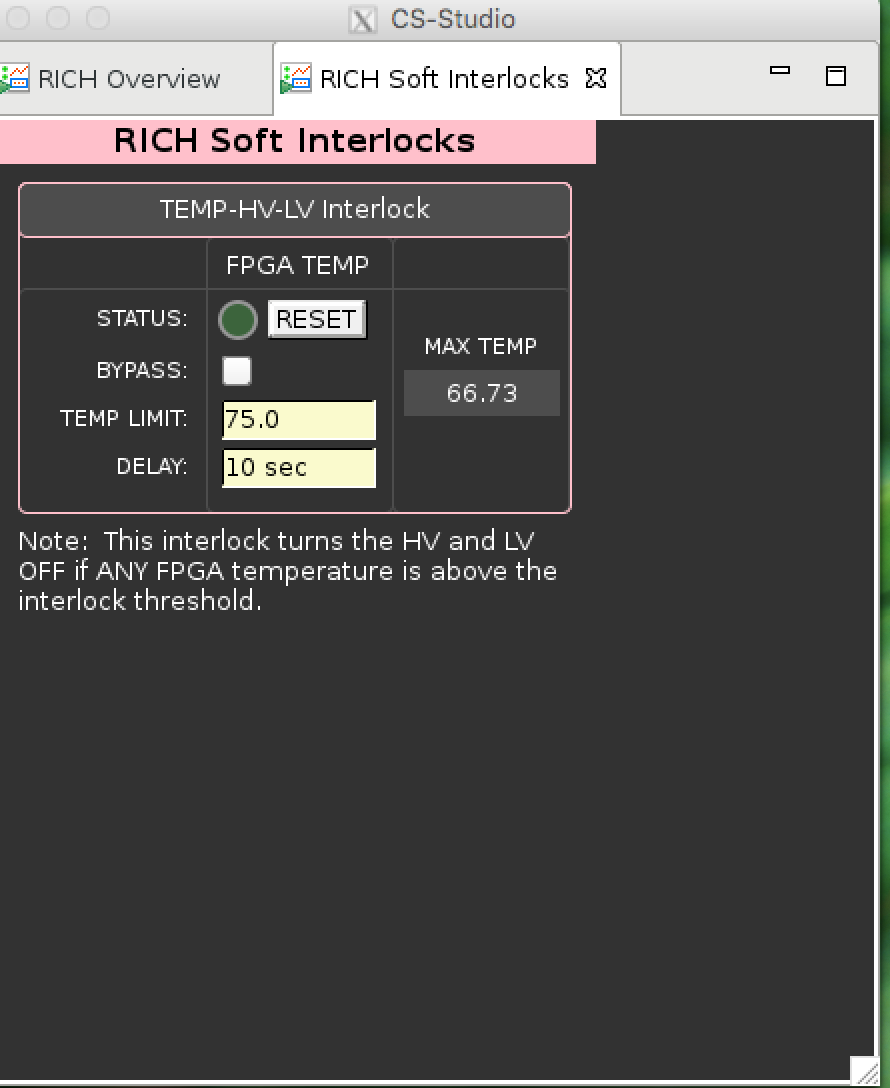 CS-Studio
RICH Overview
RICH Soft Interlocks
RICH Soft Interlocks
TEMP-HV-LV Interlock
FPGA TEMP
STATUS: RESET
MAX TEMP
BYPASS:
66.73
TEMP LIMIT: 75.0
DELAY: 10 sec
Note:  This interlock turns the HV and LV
OFF if ANY FPGA temperature is above the
interlock threshold.